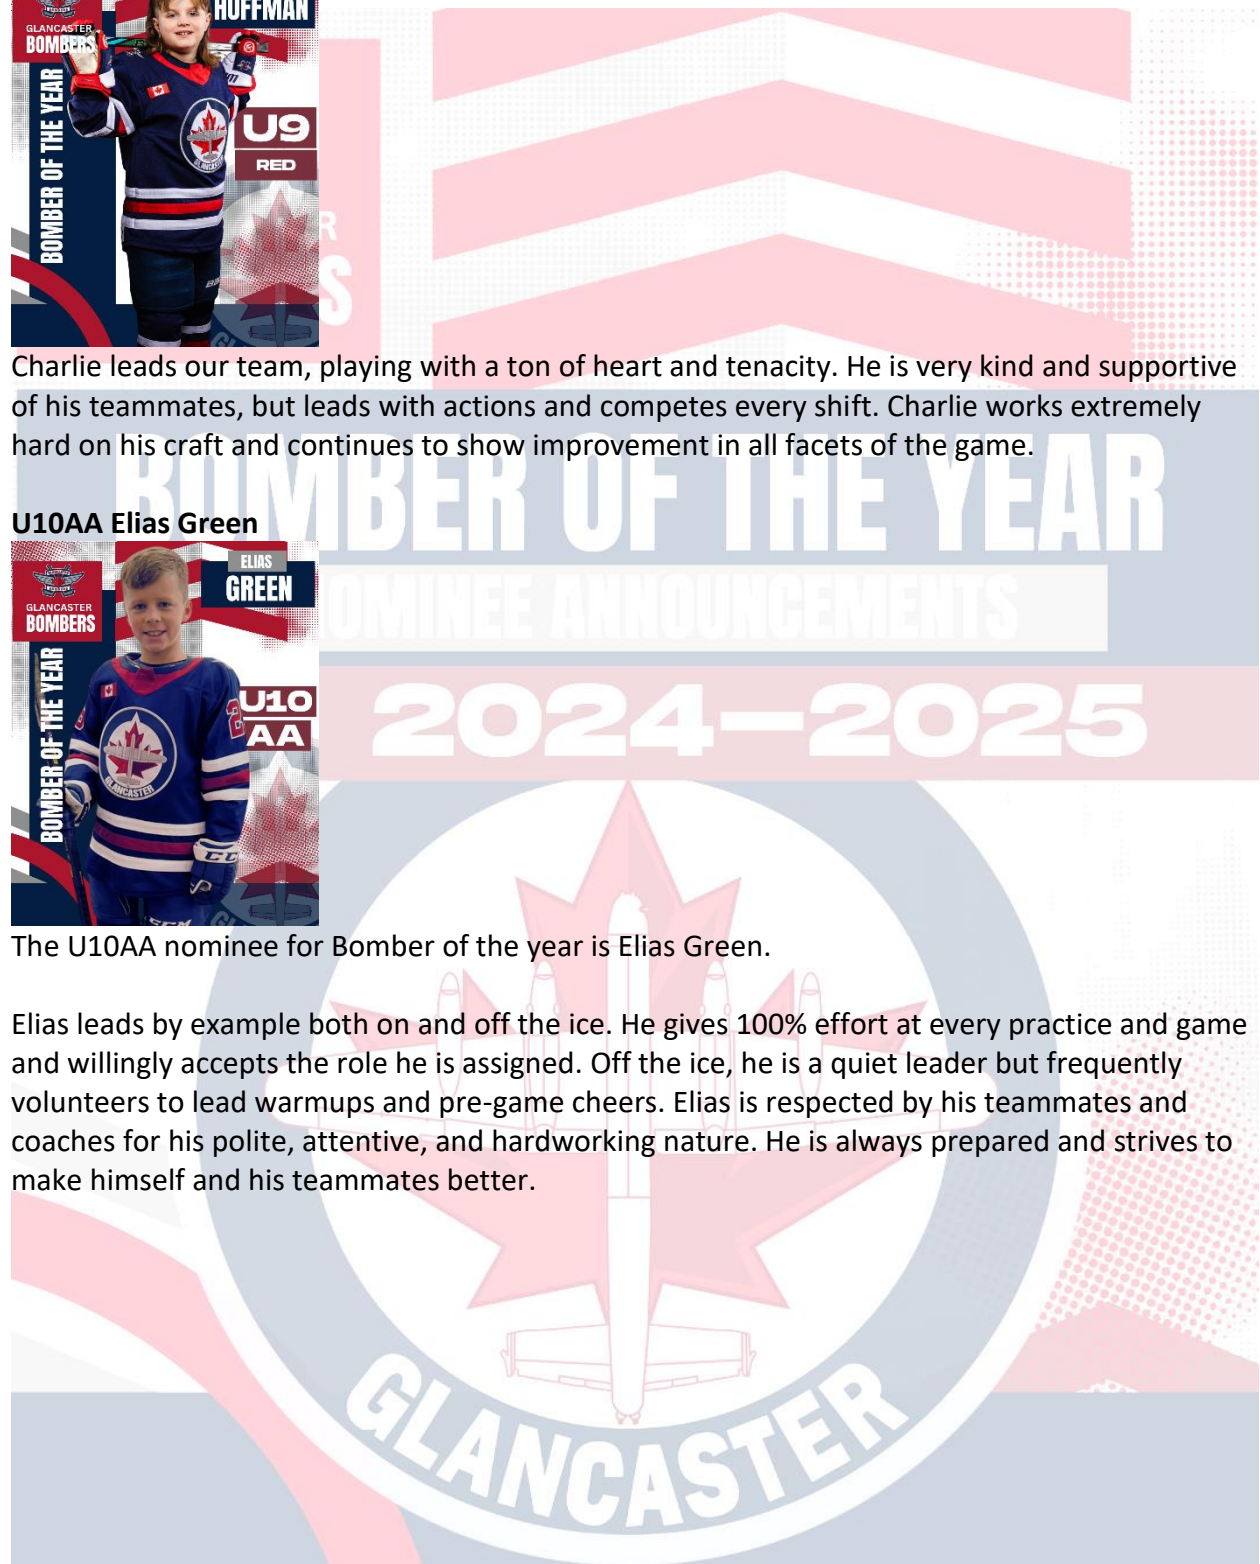 HUFFMAN
GLANCASTER
BOMBERS
BOMBER OF THE YEAR
U9
RED
GLANCASTER
Charlie leads our team, playing with a ton of heart and tenacity. He is very kind and supportive
of his teammates, but leads with actions and competes every shift. Charlie works extremely
hard on his craft and continues to show improvement in all facets of the game.
BOMBER OF THE YEAR
U10AA Elias Green
ELIAS
GREEN
GLANCASTER
BOMBERS
BOMBER OF THE YEAR
U10
AA
GLANCASTER
CCM
NOMINEE ANNOUNCEMENTS
2024—2025
The U10AA nominee for Bomber of the year is Elias Green.
Elias leads by example both on and off the ice. He gives 100% effort at every practice and game
and willingly accepts the role he is assigned. Off the ice, he is a quiet leader but frequently
volunteers to lead warmups and pre-game cheers. Elias is respected by his teammates and
coaches for his polite, attentive, and hardworking nature. He is always prepared and strives to
make himself and his teammates better.
GLANCASTER